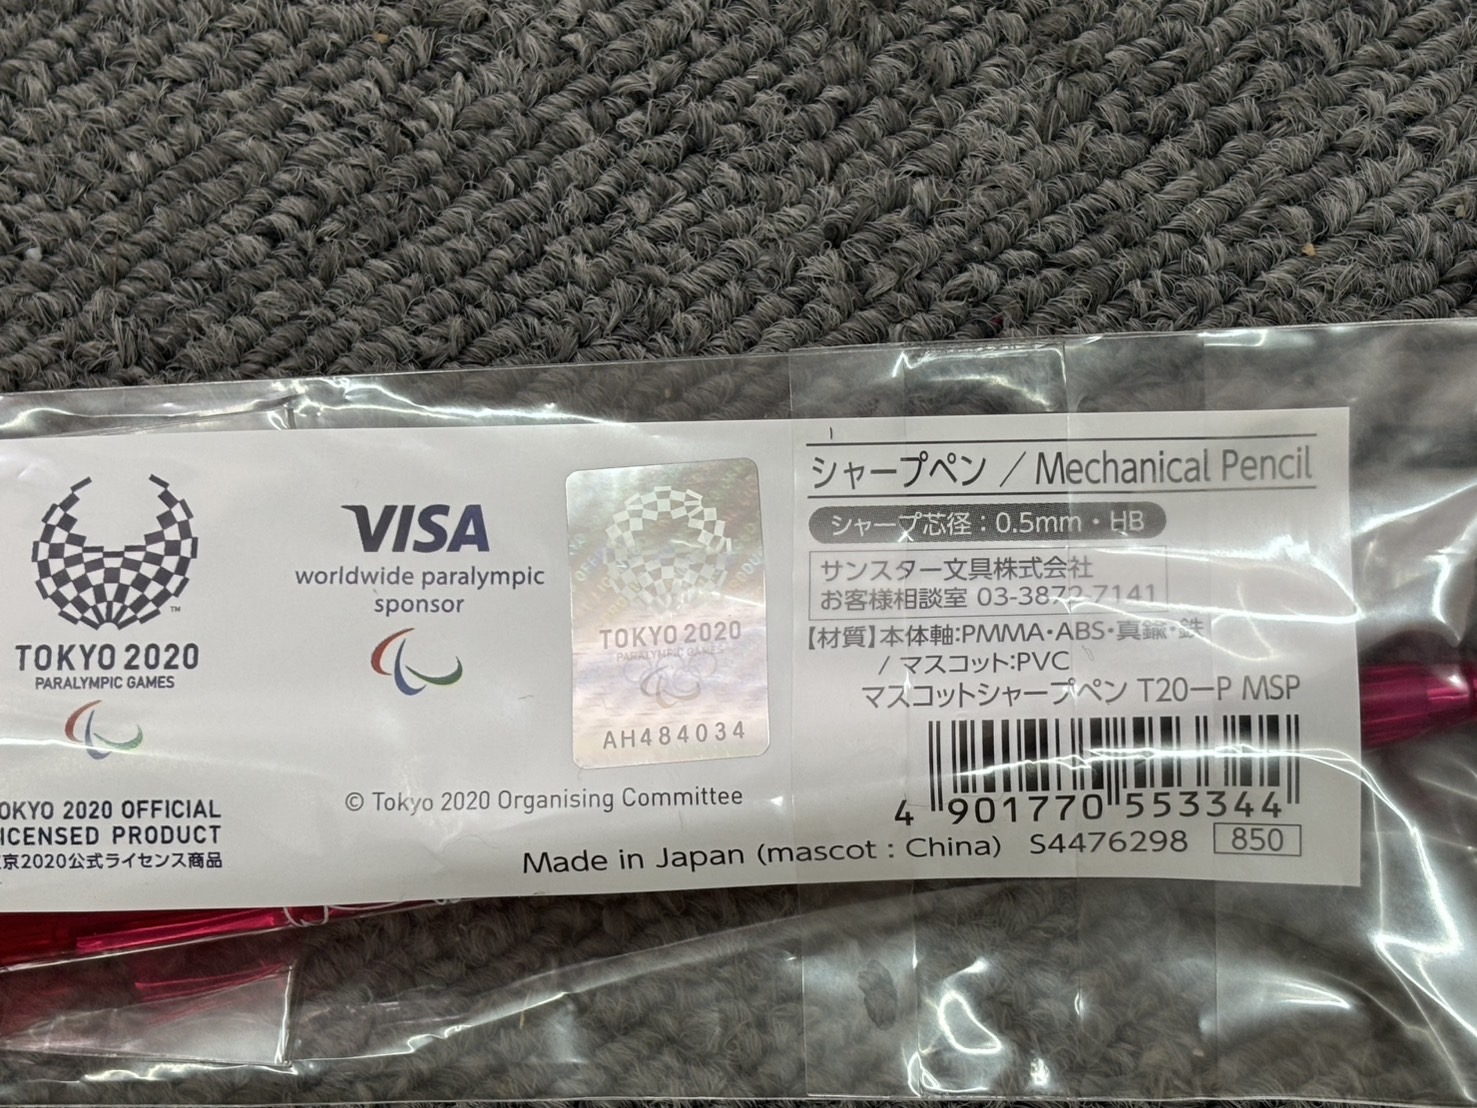 TOKYO 2020
PARALYMPIC GAMES
OKYO 2020 OFFICIAL
ICENSED PRODUCT
京2020公式ライセンス商品
VISA
worldwide paralympic
sponsor
TOKYO 2020
PARALYMPIC GAMES
AH484034
© Tokyo 2020 Organising Committee
シャープペン / Mechanical Pencil
シャープ芯径:0.5mm・HB
サンスター文具株式会社
お客様相談室 03-3872-7141
【材質】本体軸:PMMA・ABS・真鍮・鉄
/ マスコット:PVC
マスコットシャープペン T20-P MSP
4 901770 553344
Made in Japan (mascot : China) S4476298 850